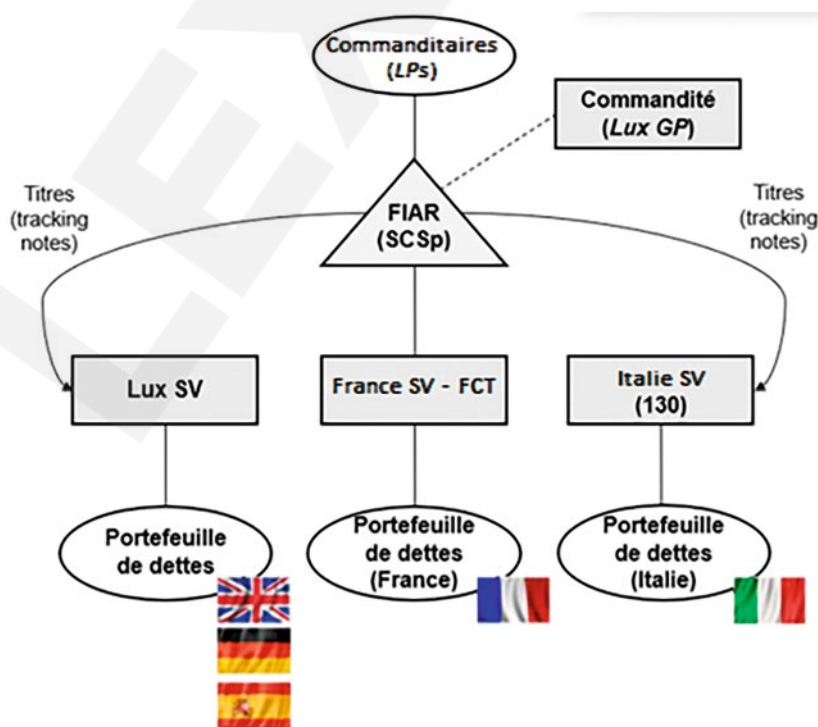 Commanditaires
(LPs)
Commandité
(Lux GP)
Titres
(tracking
notes)
FIAR
(SCSp)
Titres
(tracking
notes)
Lux SV
France SV - FCT
Italie SV
(130)
Portefeuille
de dettes
Portefeuille
de dettes
(France)
Portefeuille
de dettes
(Italie)